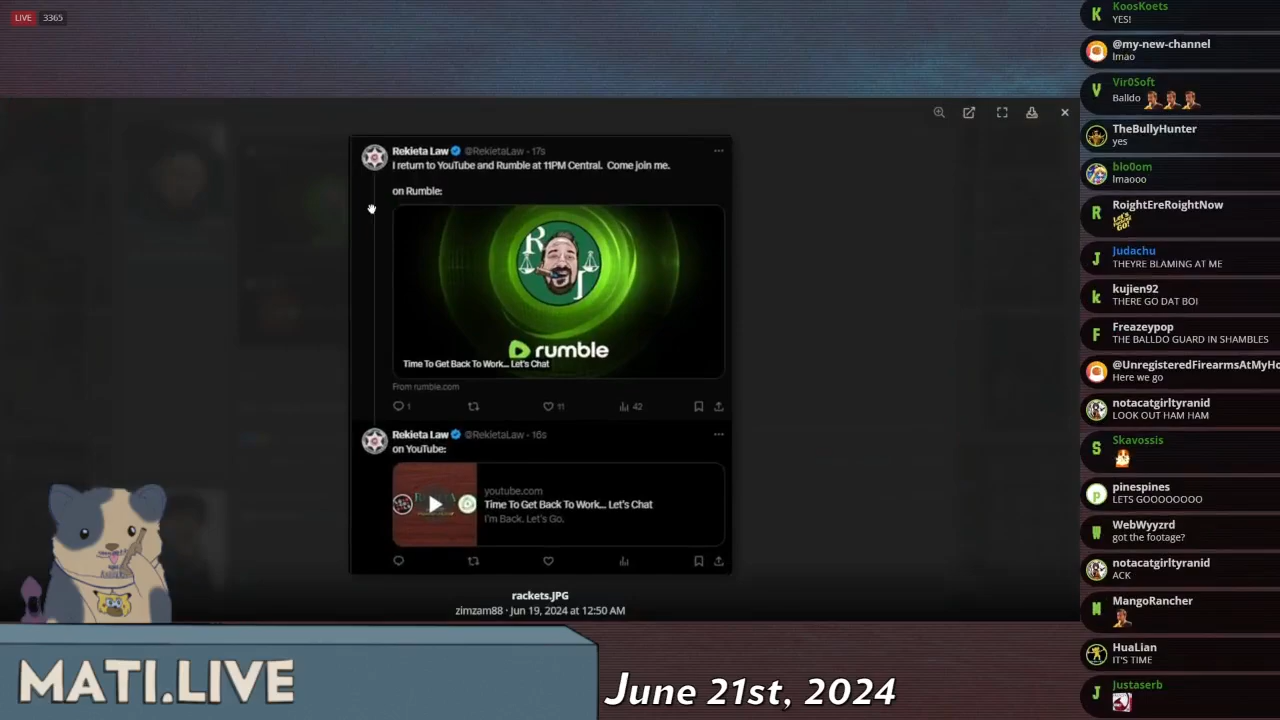 LIVE 3365
Rekieta Law @RekietaLaw · 17s
I return to YouTube and Rumble at 11PM Central. Come join me.
on Rumble:
R
J
rumble
Time To Get Back To Work... Let's Chat
From rumble.com
1
11
42
Rekieta Law @RekietaLaw · 16s
on YouTube:
youtube.com
Time To Get Back To Work... Let's Chat
I'm Back. Let's Go.
rackets.JPG
zimzam88 · Jun 19, 2024 at 12:50 AM
MATI.LIVE
June 21st, 2024
K KoosKoets
YES!
@my-new-channel
lmao
V Vir0Soft
Balldo
TheBullyHunter
yes
blo0om
lmaooo
R RoightEreRoightNow
LET'S GO!
J Judachu
THEYRE BLAMING AT ME
k kujien92
THERE GO DAT BOI
F Freazeypop
THE BALLDO GUARD IN SHAMBLES
@UnregisteredFirearmsAtMyHo
Here we go
notacatgirltyranid
LOOK OUT HAM HAM
S Skavossis
p pinespines
LETS GOOOOOOOO
W WebWyyzrd
got the footage?
notacatgirltyranid
ACK
M MangoRancher
HuaLian
IT'S TIME
J Justaserb